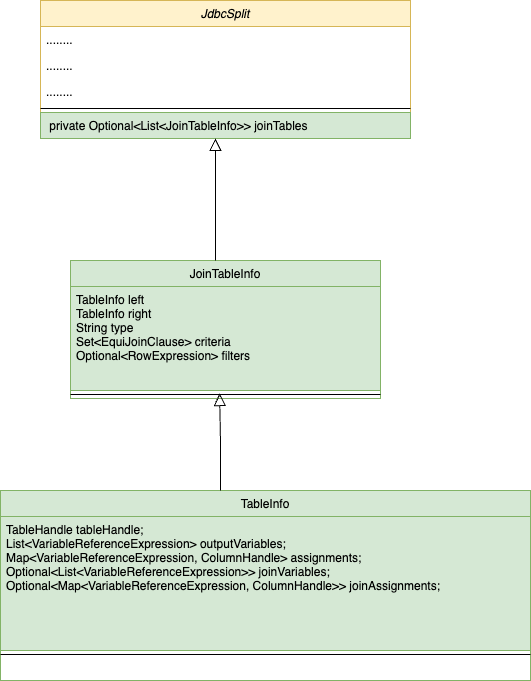 JdbcSplit
........
........
........
private Optional<List<JoinTableInfo>> joinTables
JoinTableInfo
TableInfo left
TableInfo right
String type
Set<EquiJoinClause> criteria
Optional<RowExpression> filters
TableInfo
TableHandle tableHandle;
List<VariableReferenceExpression> outputVariables;
Map<VariableReferenceExpression, ColumnHandle> assignments;
Optional<List<VariableReferenceExpression>> joinVariables;
Optional<Map<VariableReferenceExpression, ColumnHandle>> joinAssignments;